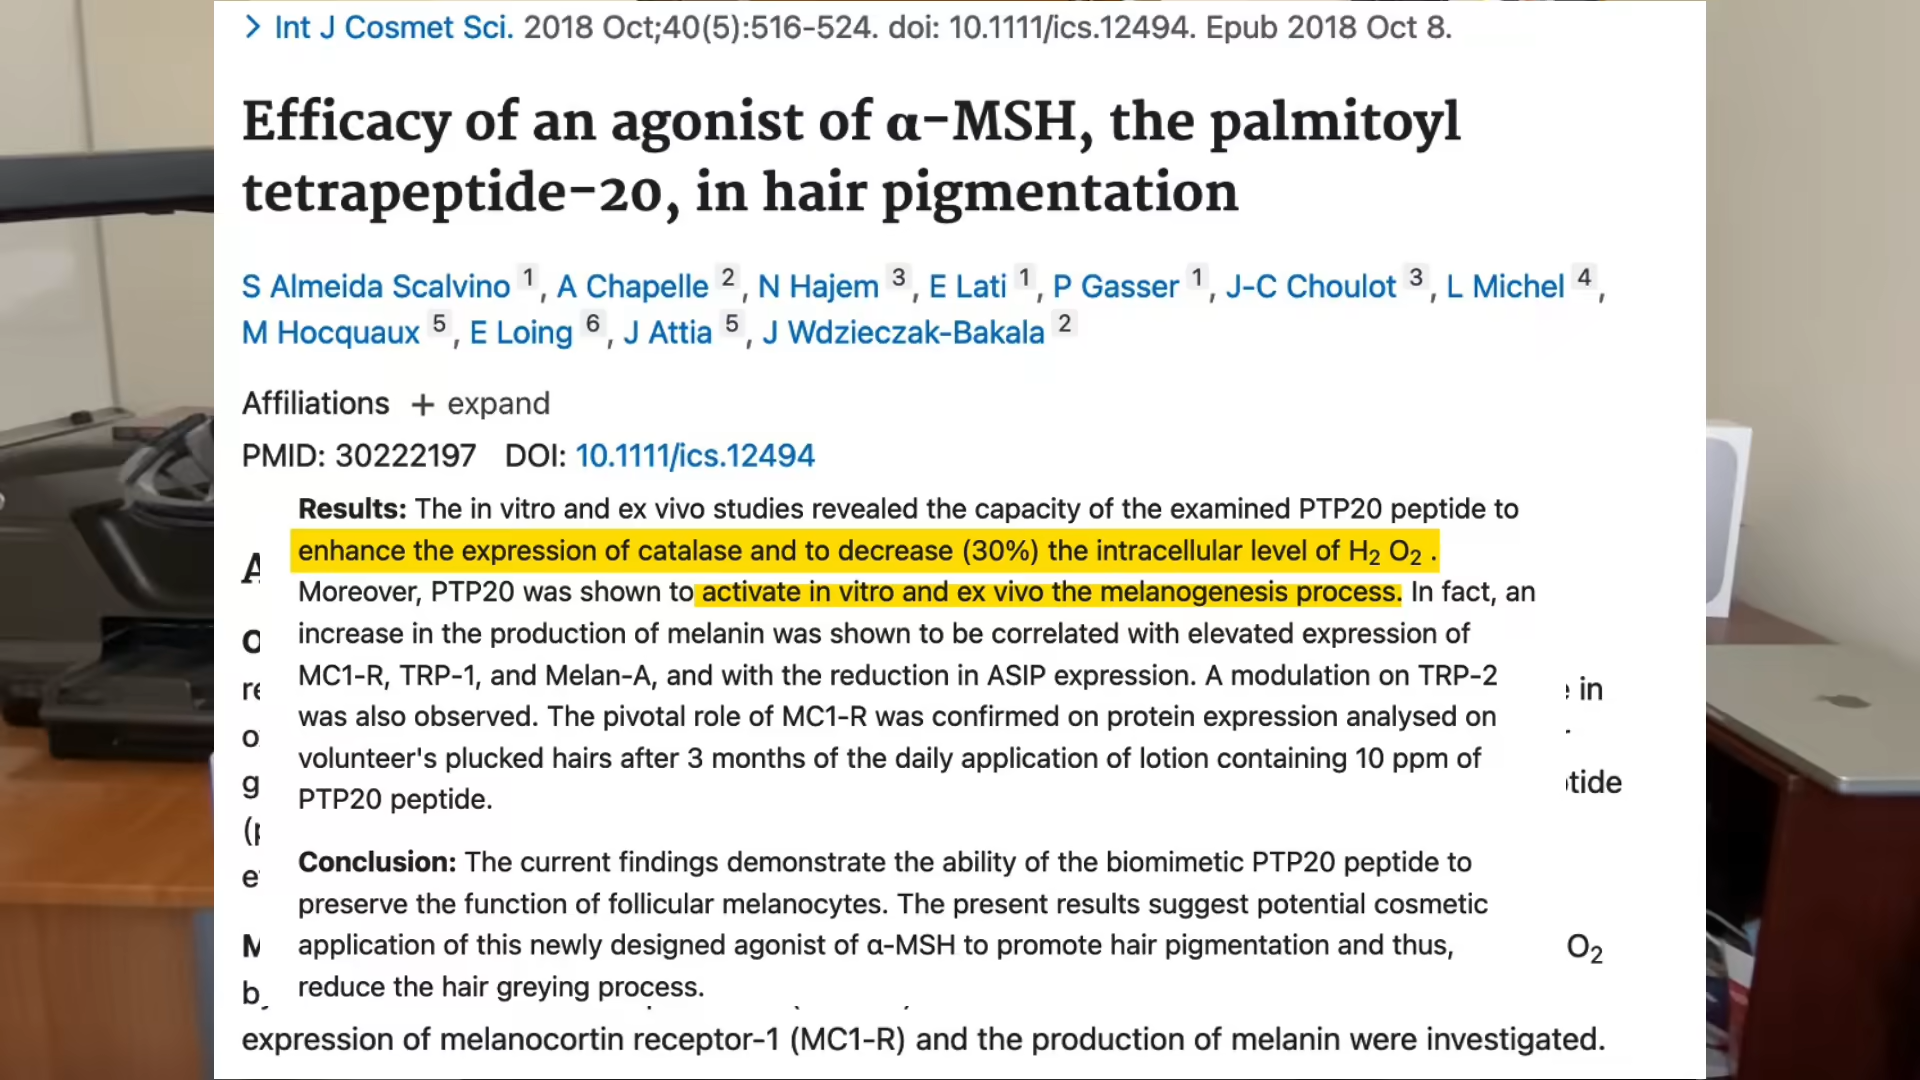 > Int J Cosmet Sci. 2018 Oct;40(5):516-524. doi: 10.1111/ics.12494. Epub 2018 Oct 8.
Efficacy of an agonist of α-MSH, the palmitoyl
tetrapeptide-20, in hair pigmentation
S Almeida Scalvino 1, A Chapelle 2, N Hajem 3, E Lati 1, P Gasser 1, J-C Choulot 3, L Michel 4,
M Hocquaux 5, E Loing 6, J Attia 5, J Wdzieczak-Bakala 2
Affiliations + expand
PMID: 30222197 DOI: 10.1111/ics.12494
Results: The in vitro and ex vivo studies revealed the capacity of the examined PTP20 peptide to
enhance the expression of catalase and to decrease (30%) the intracellular level of H2 O2 .
Moreover, PTP20 was shown to activate in vitro and ex vivo the melanogenesis process. In fact, an
increase in the production of melanin was shown to be correlated with elevated expression of
MC1-R, TRP-1, and Melan-A, and with the reduction in ASIP expression. A modulation on TRP-2
was also observed. The pivotal role of MC1-R was confirmed on protein expression analysed on
volunteer's plucked hairs after 3 months of the daily application of lotion containing 10 ppm of
PTP20 peptide.
Conclusion: The current findings demonstrate the ability of the biomimetic PTP20 peptide to
preserve the function of follicular melanocytes. The present results suggest potential cosmetic
application of this newly designed agonist of α-MSH to promote hair pigmentation and thus,
reduce the hair greying process.
in
tide
O2
expression of melanocortin receptor-1 (MC1-R) and the production of melanin were investigated.